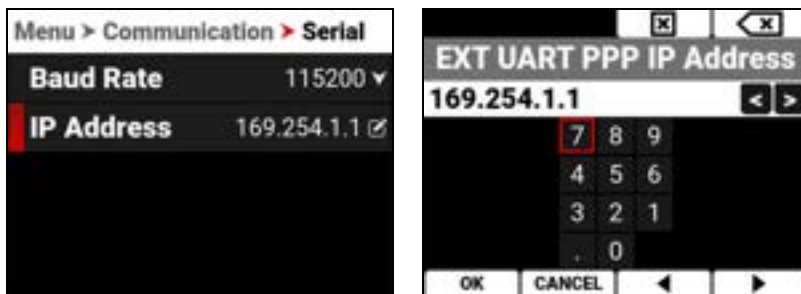 Menu > Communication > Serial
Baud Rate 115200
IP Address 169.254.1.1
EXT UART PPP IP Address
169.254.1.1 < >
7 8 9
4 5 6
3 2 1
. 0
OK CANCEL